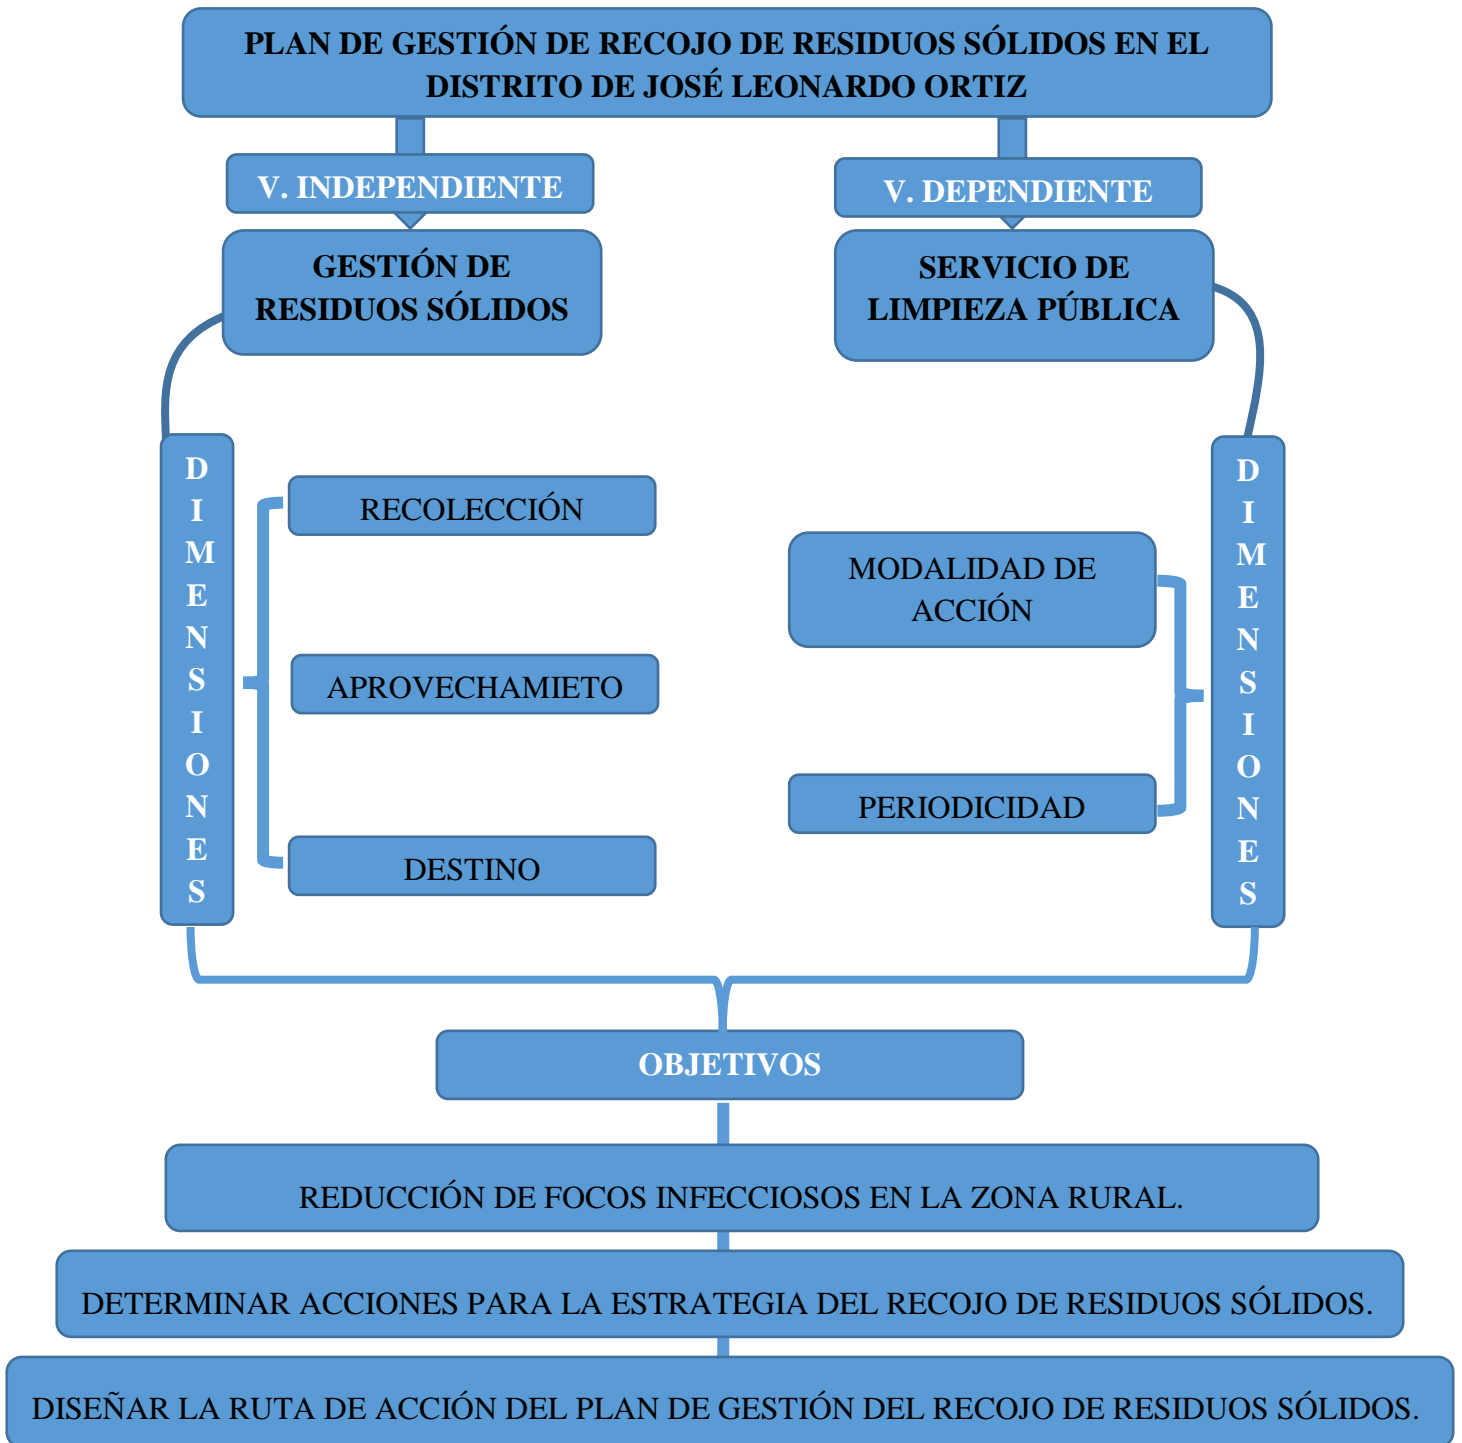 PLAN DE GESTIÓN DE RECOJO DE RESIDUOS SÓLIDOS EN EL
DISTRITO DE JOSÉ LEONARDO ORTIZ
V. INDEPENDIENTE
V. DEPENDIENTE
GESTIÓN DE
RESIDUOS SÓLIDOS
SERVICIO DE
LIMPIEZA PÚBLICA
DIMENSIONES
RECOLECCIÓN
APROVECHAMIETO
DESTINO
MODALIDAD DE
ACCIÓN
PERIODICIDAD
DIMENSIONES
OBJETIVOS
REDUCCIÓN DE FOCOS INFECCIOSOS EN LA ZONA RURAL.
DETERMINAR ACCIONES PARA LA ESTRATEGIA DEL RECOJO DE RESIDUOS SÓLIDOS.
DISEÑAR LA RUTA DE ACCIÓN DEL PLAN DE GESTIÓN DEL RECOJO DE RESIDUOS SÓLIDOS.